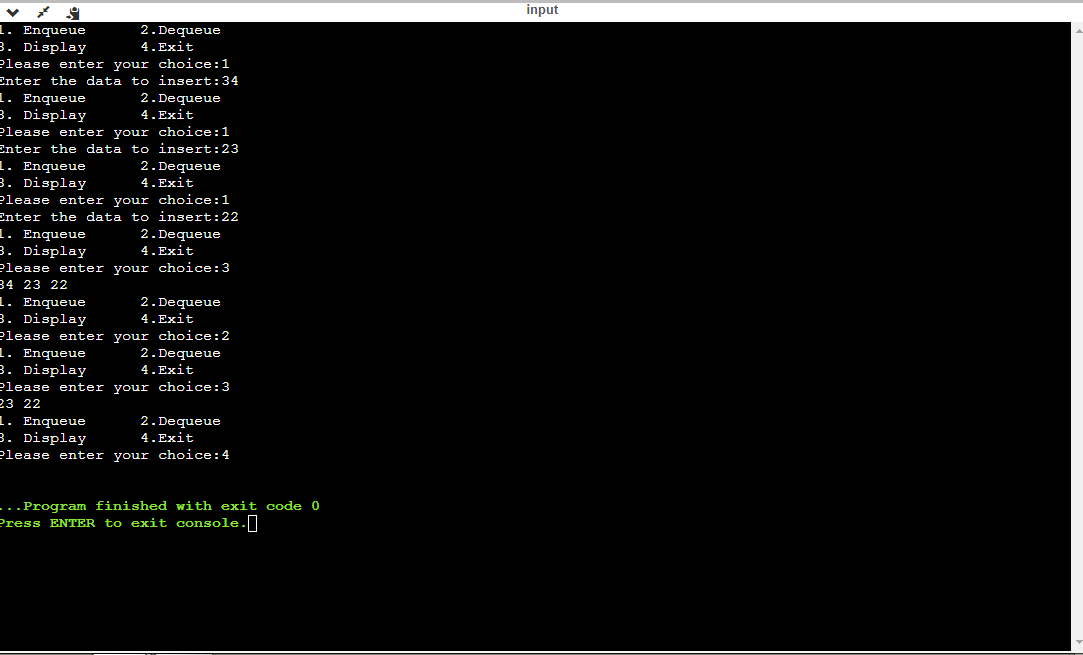 input
1. Enqueue      2.Dequeue
3. Display      4.Exit
Please enter your choice:1
Enter the data to insert:34
1. Enqueue      2.Dequeue
3. Display      4.Exit
Please enter your choice:1
Enter the data to insert:23
1. Enqueue      2.Dequeue
3. Display      4.Exit
Please enter your choice:1
Enter the data to insert:22
1. Enqueue      2.Dequeue
3. Display      4.Exit
Please enter your choice:3
34 23 22
1. Enqueue      2.Dequeue
3. Display      4.Exit
Please enter your choice:2
1. Enqueue      2.Dequeue
3. Display      4.Exit
Please enter your choice:3
23 22
1. Enqueue      2.Dequeue
3. Display      4.Exit
Please enter your choice:4
...Program finished with exit code 0
Press ENTER to exit console.